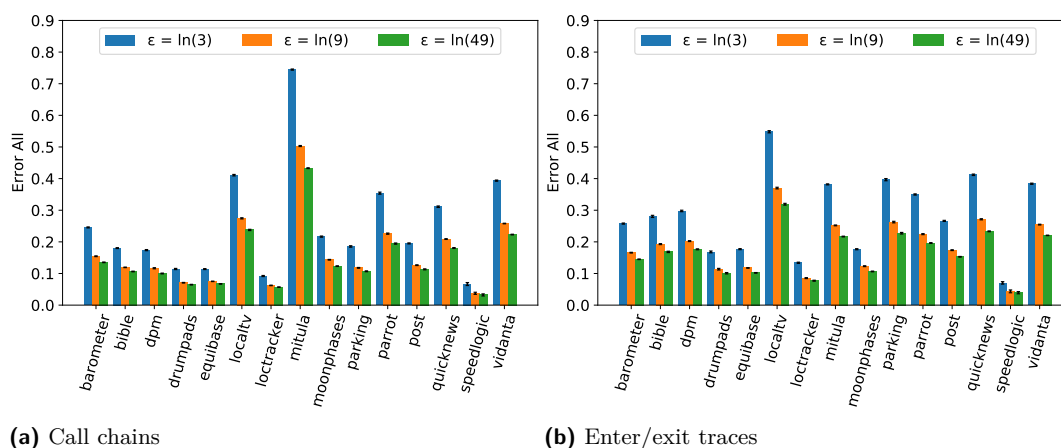 0.9
ε = ln(3) ε = ln(9) ε = ln(49)
0.8
0.7
0.6
0.5
0.4
0.3
0.2
0.1
0.0
Error All
barometer
bible
dpm
drumpads
equibase
localtv
loctracker
mitula
moonphases
parking
parrot
post
quicknews
speedlogic
vidanta
(a) Call chains
0.9
ε = ln(3) ε = ln(9) ε = ln(49)
0.8
0.7
0.6
0.5
0.4
0.3
0.2
0.1
0.0
Error All
barometer
bible
dpm
drumpads
equibase
localtv
loctracker
mitula
moonphases
parking
parrot
post
quicknews
speedlogic
vidanta
(b) Enter/exit traces